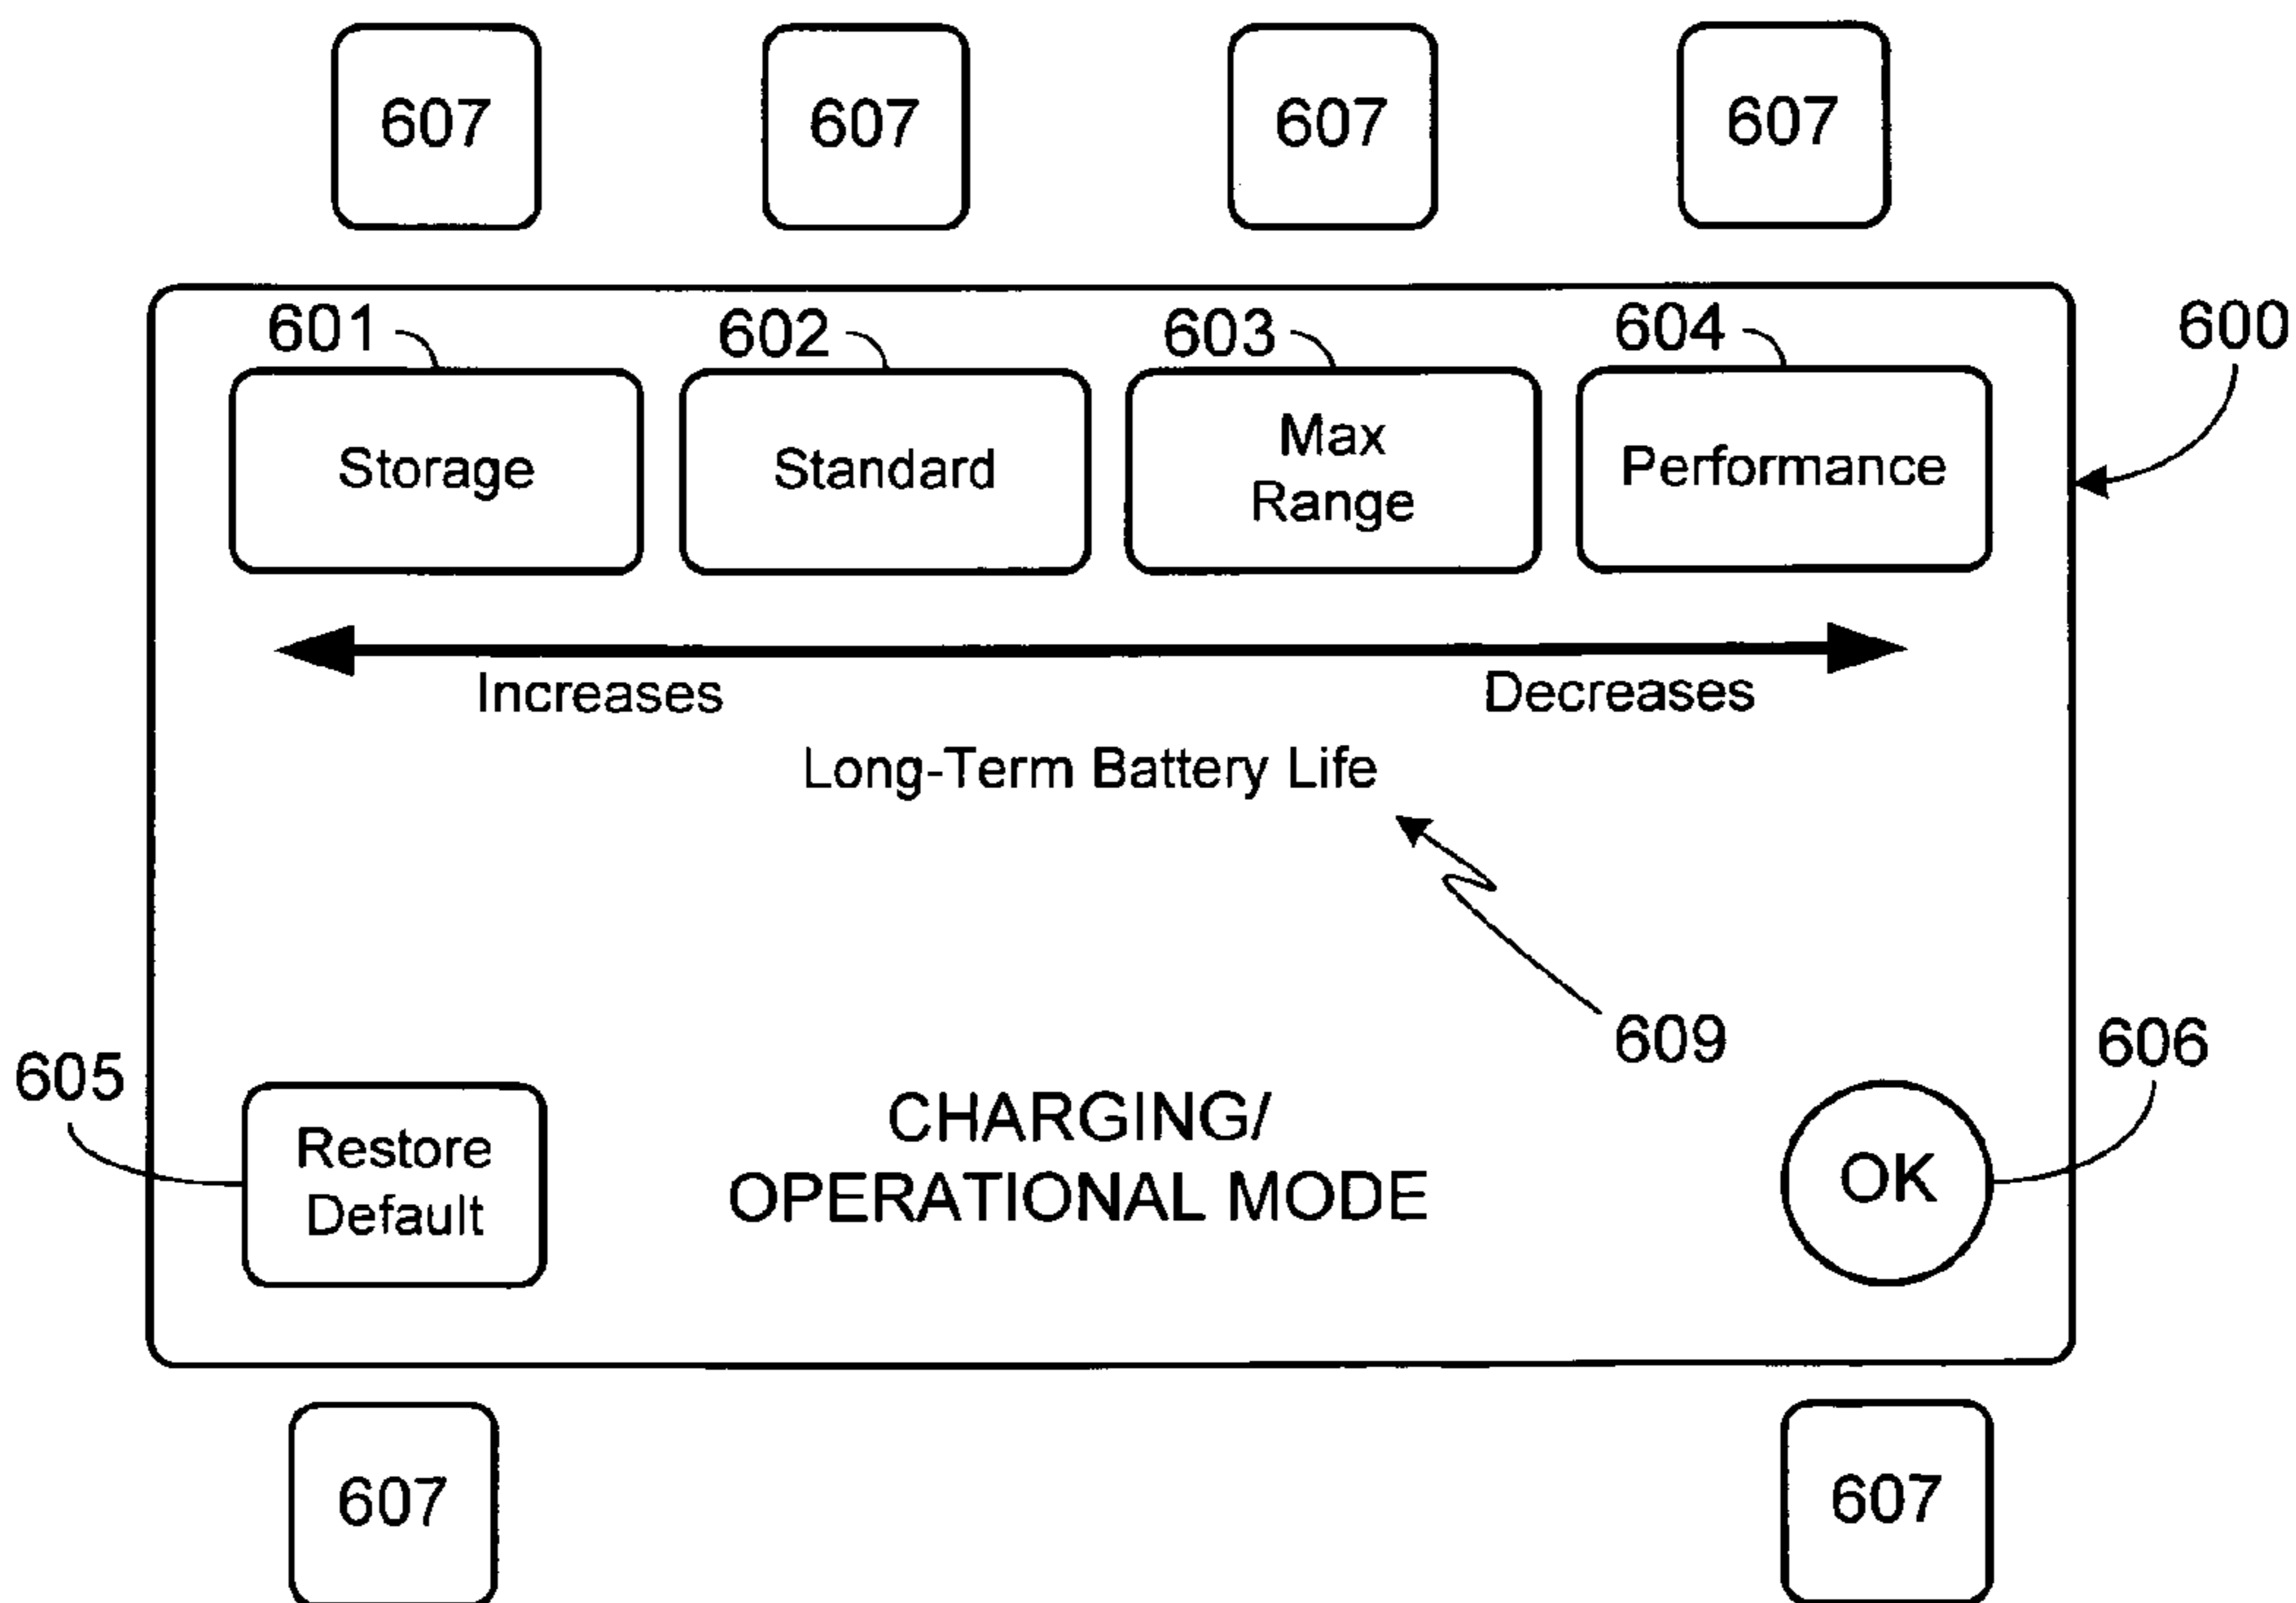 607 607 607 607
601 602 603 604 600
Storage Standard Max Range Performance
Increases Decreases
Long-Term Battery Life
609
605 606
Restore Default
CHARGING/
OPERATIONAL MODE
OK
607 607